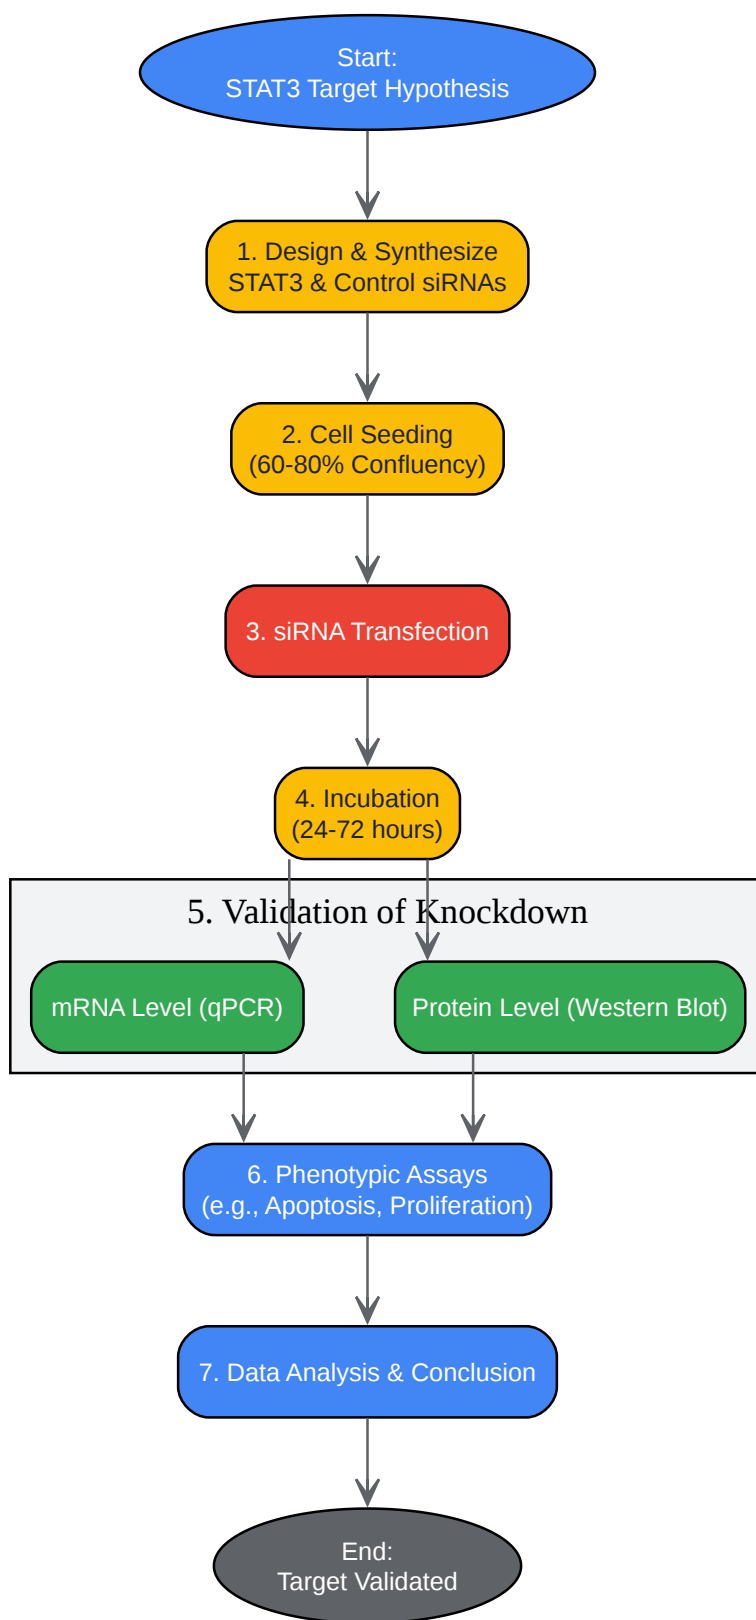 Start:
STAT3 Target Hypothesis
1. Design & Synthesize
STAT3 & Control siRNAs
2. Cell Seeding
(60-80% Confluency)
3. siRNA Transfection
4. Incubation
(24-72 hours)
5. Validation of Knockdown
mRNA Level (qPCR)
Protein Level (Western Blot)
6. Phenotypic Assays
(e.g., Apoptosis, Proliferation)
7. Data Analysis & Conclusion
End:
Target Validated